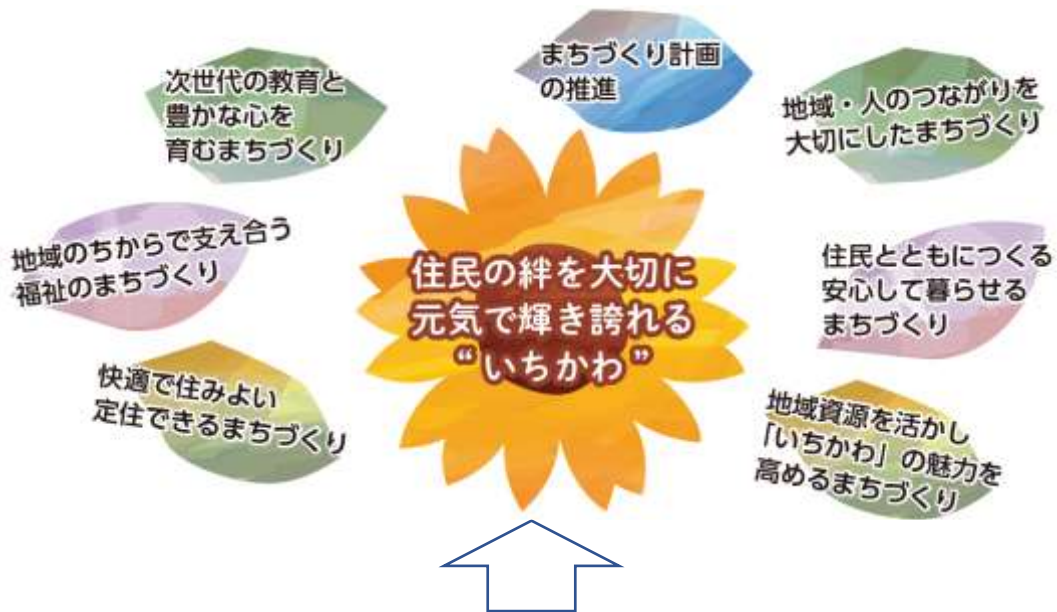 まちづくり計画
の推進
次世代の教育と
豊かな心を
育むまちづくり
地域・人のつながりを
大切にしたまちづくり
地域のちからで支え合う
福祉のまちづくり
住民の絆を大切に
元気で輝き誇れる
“いちかわ”
住民とともにつくる
安心して暮らせる
まちづくり
快適で住みよい
定住できるまちづくり
地域資源を活かし
「いちかわ」の魅力を
高めるまちづくり